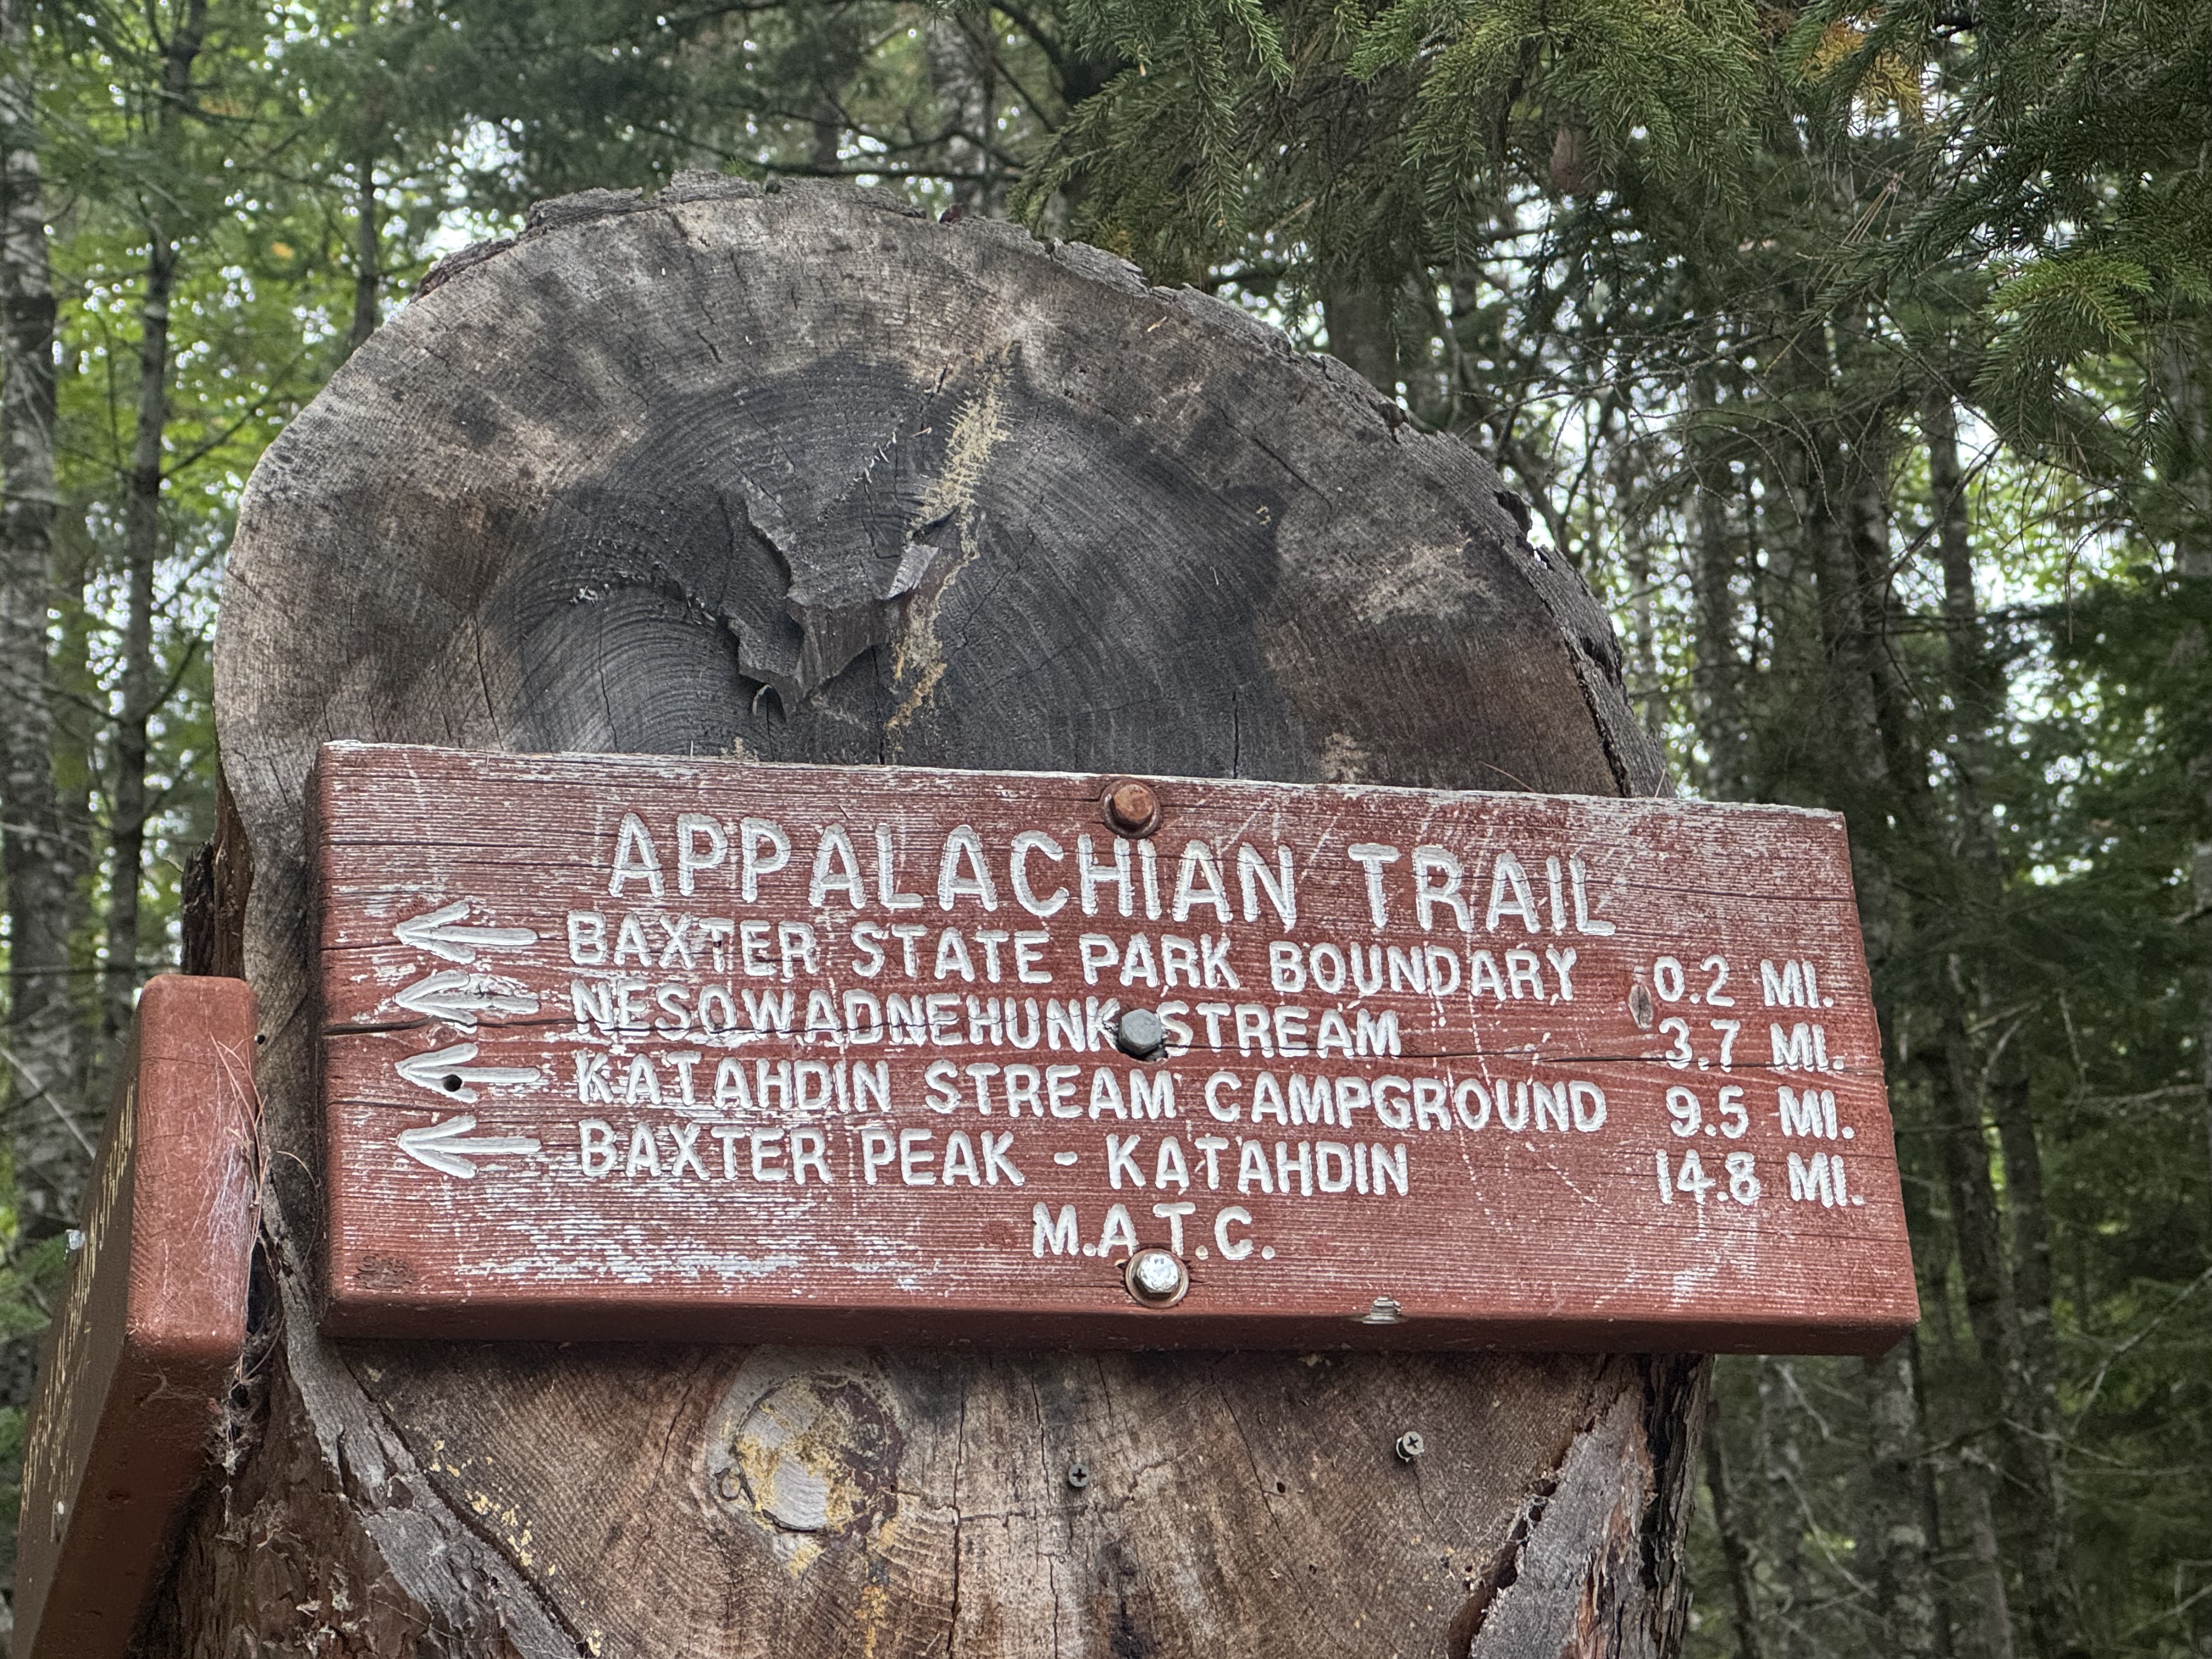 APPALACHIAN TRAIL
BAXTER STATE PARK BOUNDARY 0.2 MI.
NESOWADNEHUNK STREAM 3.7 MI.
KATAHDIN STREAM CAMPGROUND 9.5 MI.
BAXTER PEAK - KATAHDIN 14.8 MI.
M.A.T.C.